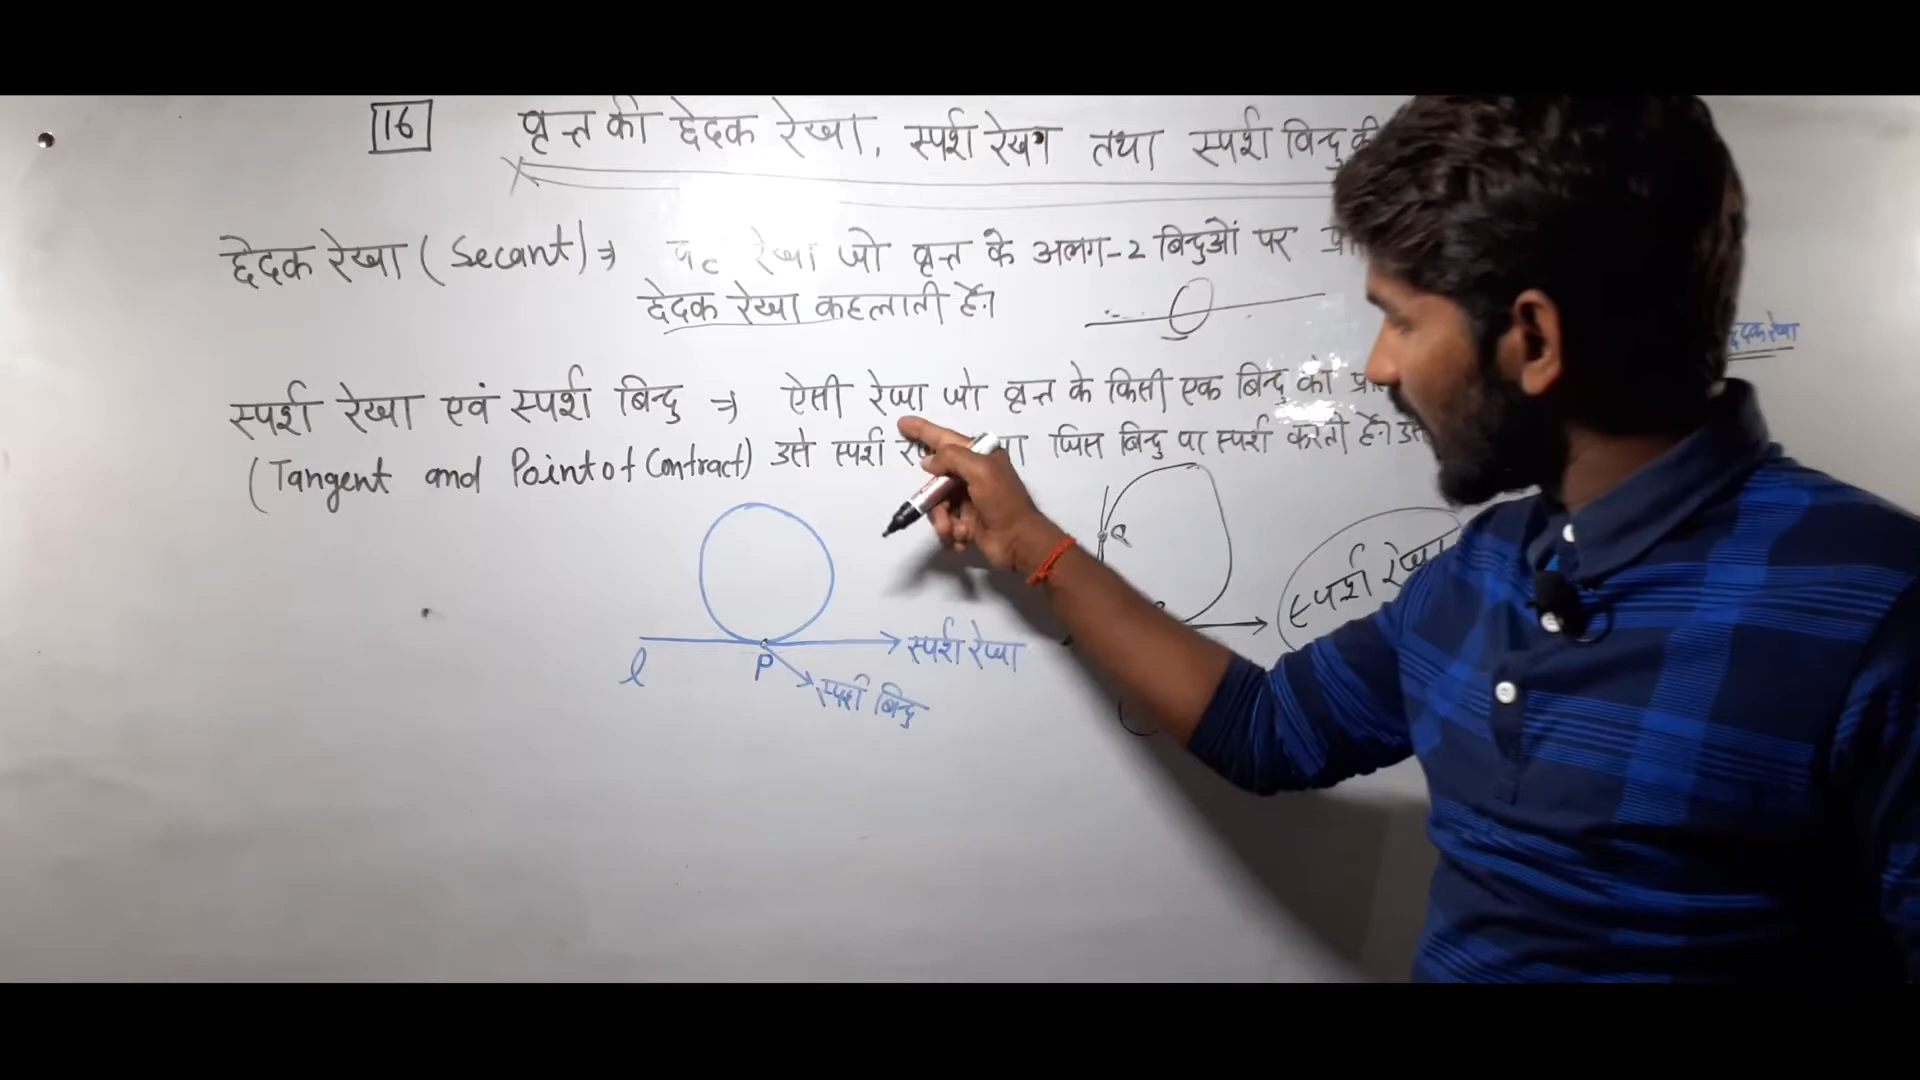 16 वृत्त की छेदक रेखा, स्पर्श रेखा तथा स्पर्श बिन्दु की
छेदक रेखा (Secant) ⇒ रेखा जो वृत्त के अलग-2 बिन्दुओं पर
छेदक रेखा कहलाती है।
छेदक रेखा
स्पर्श रेखा एवं स्पर्श बिन्दु ⇒ ऐसी रेखा जो वृत्त के किसी एक बिन्दु को
(Tangent and Point of Contract) उसे स्पर्श जिस बिन्दु पर स्पर्श करती है।
Q
स्पर्श रेखा
l P स्पर्श रेखा
स्पर्श बिन्दु